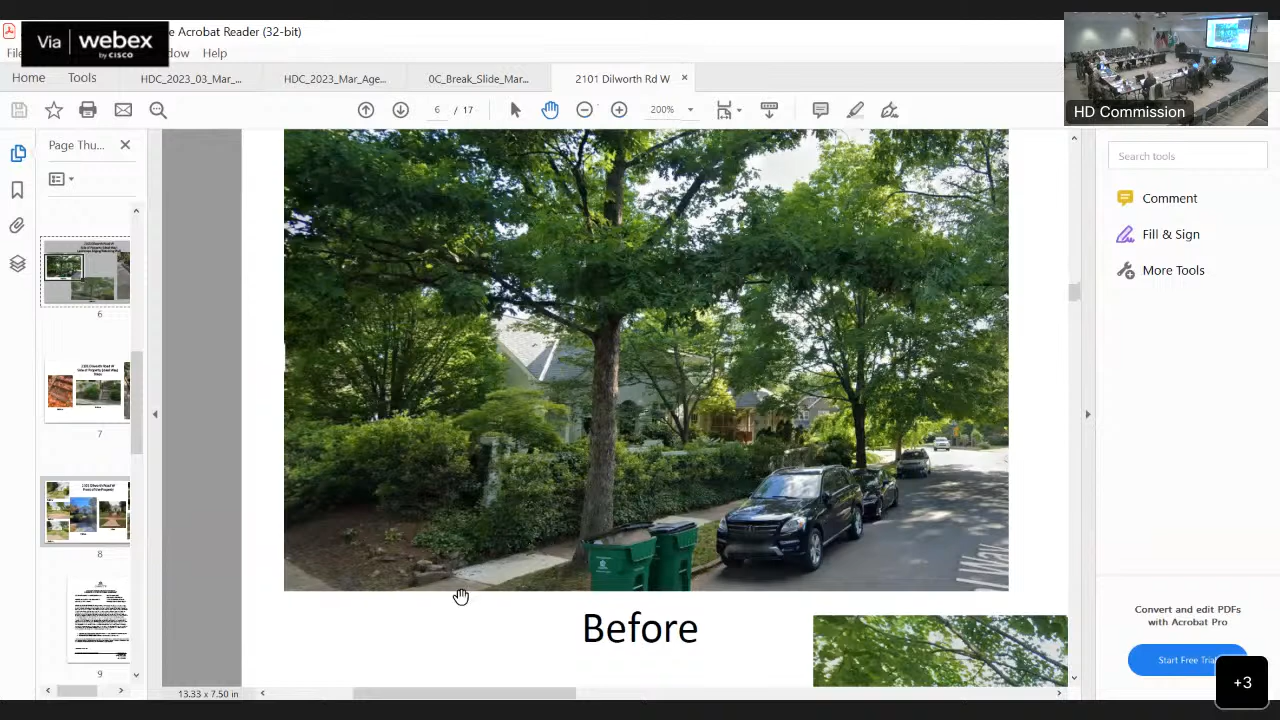 Via webex
by CISCO
e Acrobat Reader (32-bit)
File
dow
Help
Home
Tools
HDC_2023_03_Mar_...
HDC_2023_Mar_Age...
0C_Break_Slide_Mar...
2101 Dilworth Rd W
×
6 / 17
200%
Page Thu...
6
7
8
9
Before
13.33 x 7.50 in
HD Commission
Search tools
Comment
Fill & Sign
More Tools
Convert and edit PDFs
with Acrobat Pro
Start Free Trial
+3